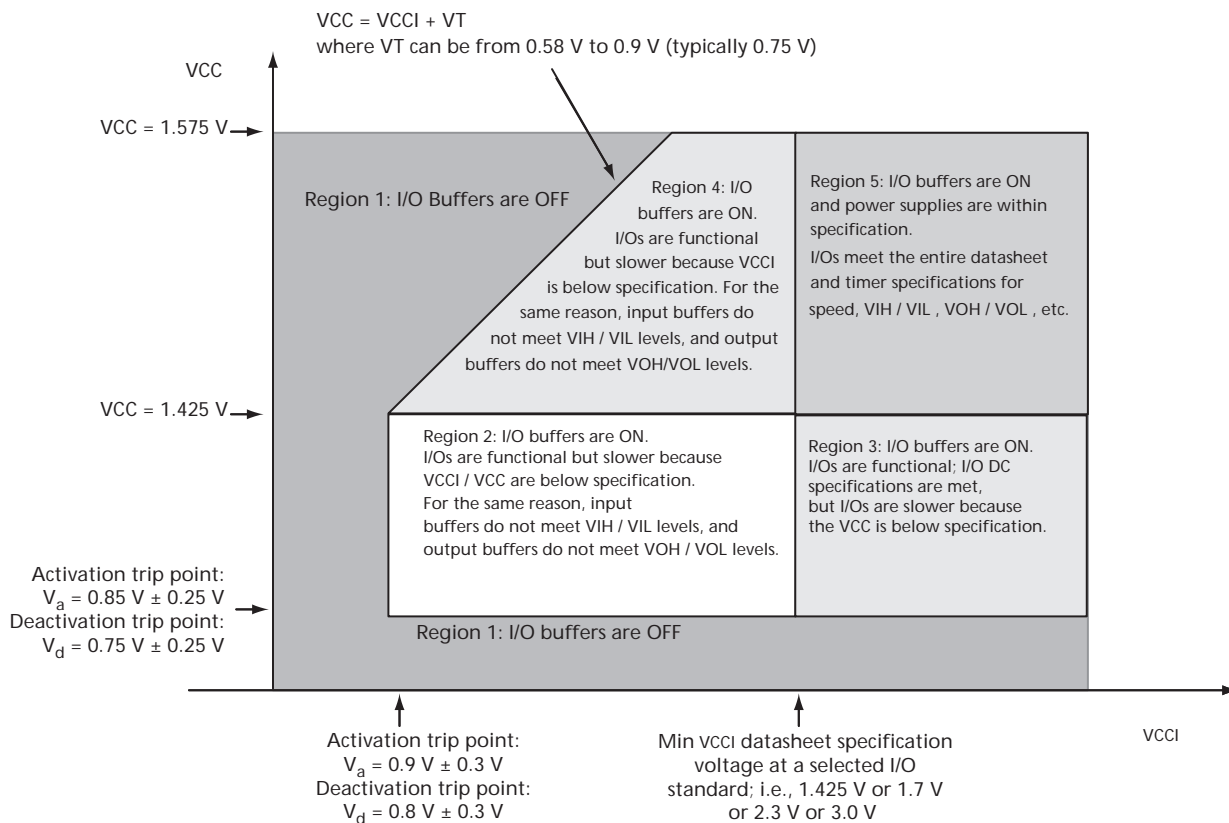 VCC = VCCI + VT
where VT can be from 0.58 V to 0.9 V (typically 0.75 V)
VCC
VCC = 1.575 V
Region 1: I/O Buffers are OFF
Region 4: I/O
buffers are ON.
I/Os are functional
but slower because VCCI
is below specification. For the
same reason, input buffers do
not meet VIH / VIL levels, and output
buffers do not meet VOH/VOL levels.
Region 5: I/O buffers are ON
and power supplies are within
specification.
I/Os meet the entire datasheet
and timer specifications for
speed, VIH / VIL , VOH / VOL , etc.
VCC = 1.425 V
Region 2: I/O buffers are ON.
I/Os are functional but slower because
VCCI / VCC are below specification.
For the same reason, input
buffers do not meet VIH / VIL levels, and
output buffers do not meet VOH / VOL levels.
Region 3: I/O buffers are ON.
I/Os are functional; I/O DC
specifications are met,
but I/Os are slower because
the VCC is below specification.
Activation trip point:
Va = 0.85 V ± 0.25 V
Deactivation trip point:
Vd = 0.75 V ± 0.25 V
Region 1: I/O buffers are OFF
Activation trip point:
Va = 0.9 V ± 0.3 V
Deactivation trip point:
Vd = 0.8 V ± 0.3 V
Min VCCI datasheet specification
voltage at a selected I/O
standard; i.e., 1.425 V or 1.7 V
or 2.3 V or 3.0 V
VCCI